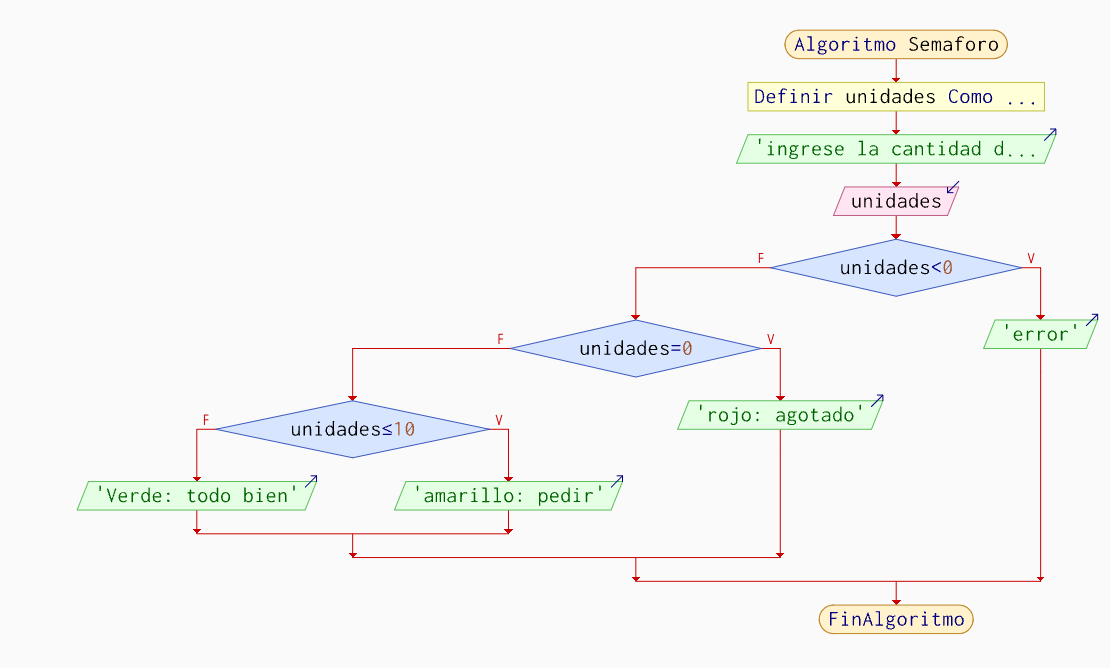 Algoritmo Semaforo
Definir unidades Como ...
'ingrese la cantidad d...
unidades
unidades<0
F
V
'error'
unidades=0
F
V
'rojo: agotado'
unidades≤10
F
V
'Verde: todo bien'
'amarillo: pedir'
FinAlgoritmo